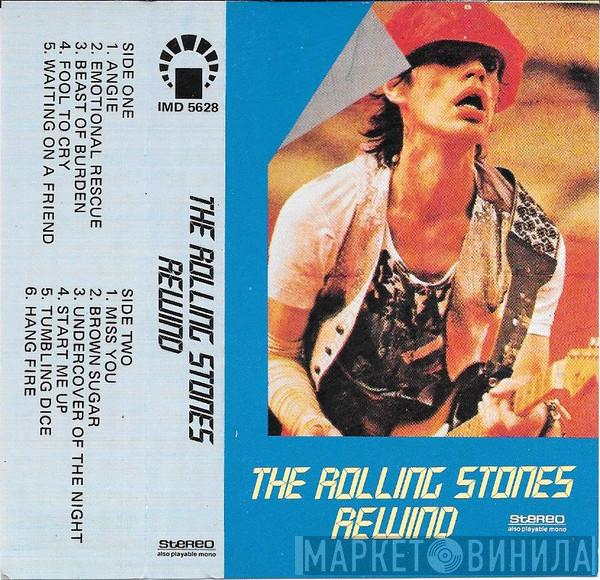 IMD 5628
SIDE ONE
1. ANGIE
2. EMOTIONAL RESCUE
3. BEAST OF BURDEN
4. FOOL TO CRY
5. WAITING ON A FRIEND
SIDE TWO
1. MISS YOU
2. BROWN SUGAR
3. UNDERCOVER OF THE NIGHT
4. START ME UP
5. TUMBLING DICE
6. HANG FIRE
THE ROLLING STONES
REWIND
STEREO
also playable mono
THE ROLLING STONES
REWIND
STEREO
also playable mono
МАРКЕТ ВИНИЛА